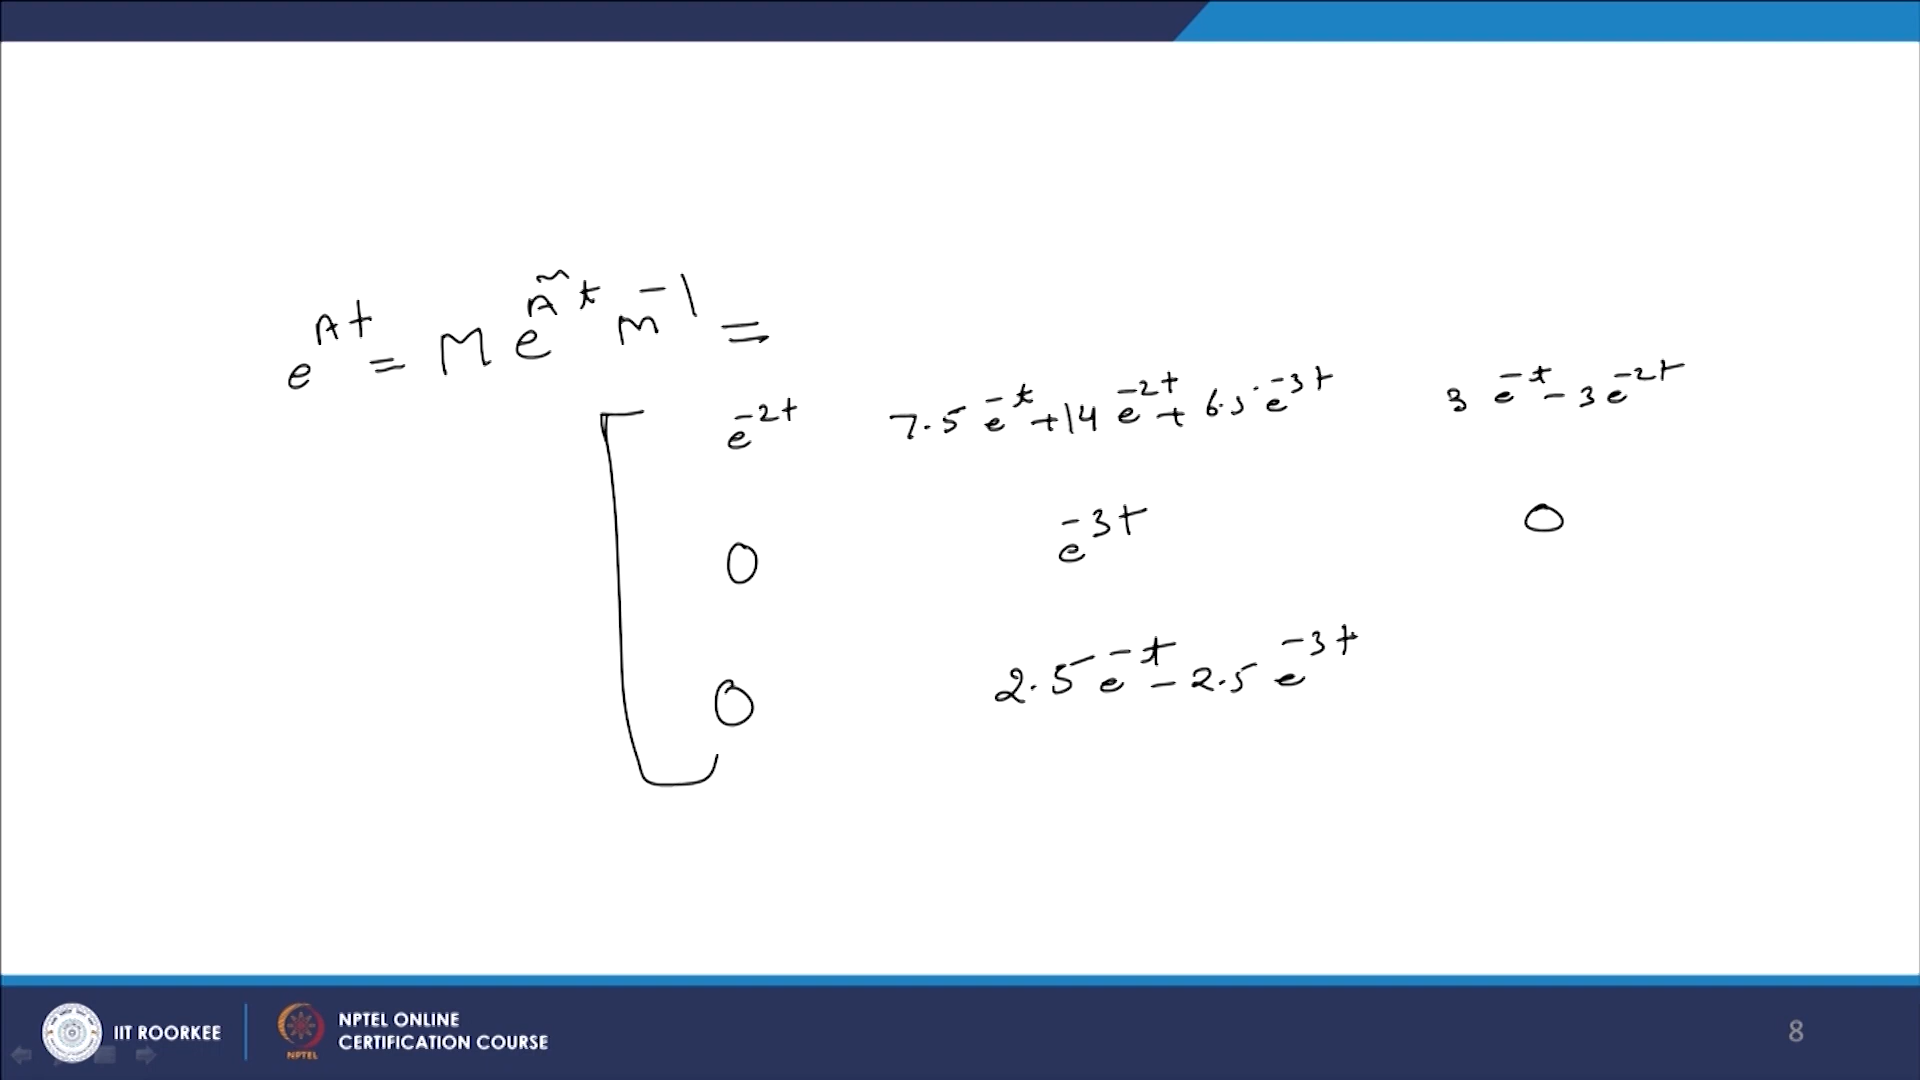 e^{At} = M e^{Ãt} M^{-1} =
e^{-2t} 7.5 e^{-t} + 14 e^{-2t} + 6.5 e^{-3t} 3 e^{-t} - 3 e^{-2t}
0 e^{-3t} 0
0 2.5 e^{-t} - 2.5 e^{-3t}
IIT ROORKEE
NPTEL
NPTEL ONLINE
CERTIFICATION COURSE
8